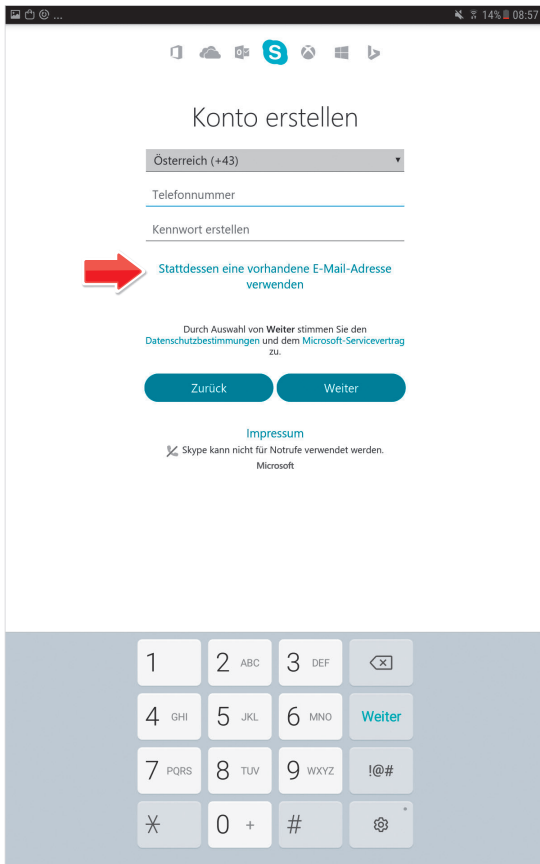 ... 14% 08:57
Konto erstellen
Österreich (+43)
Telefonnummer
Kennwort erstellen
Stattdessen eine vorhandene E-Mail-Adresse
verwenden
Durch Auswahl von Weiter stimmen Sie den
Datenschutzbestimmungen und dem Microsoft-Servicevertrag
zu.
Zurück Weiter
Impressum
Skype kann nicht für Notrufe verwendet werden.
Microsoft
1 2 ABC 3 DEF
4 GHI 5 JKL 6 MNO Weiter
7 PQRS 8 TUV 9 WXYZ !@#
* 0 + #